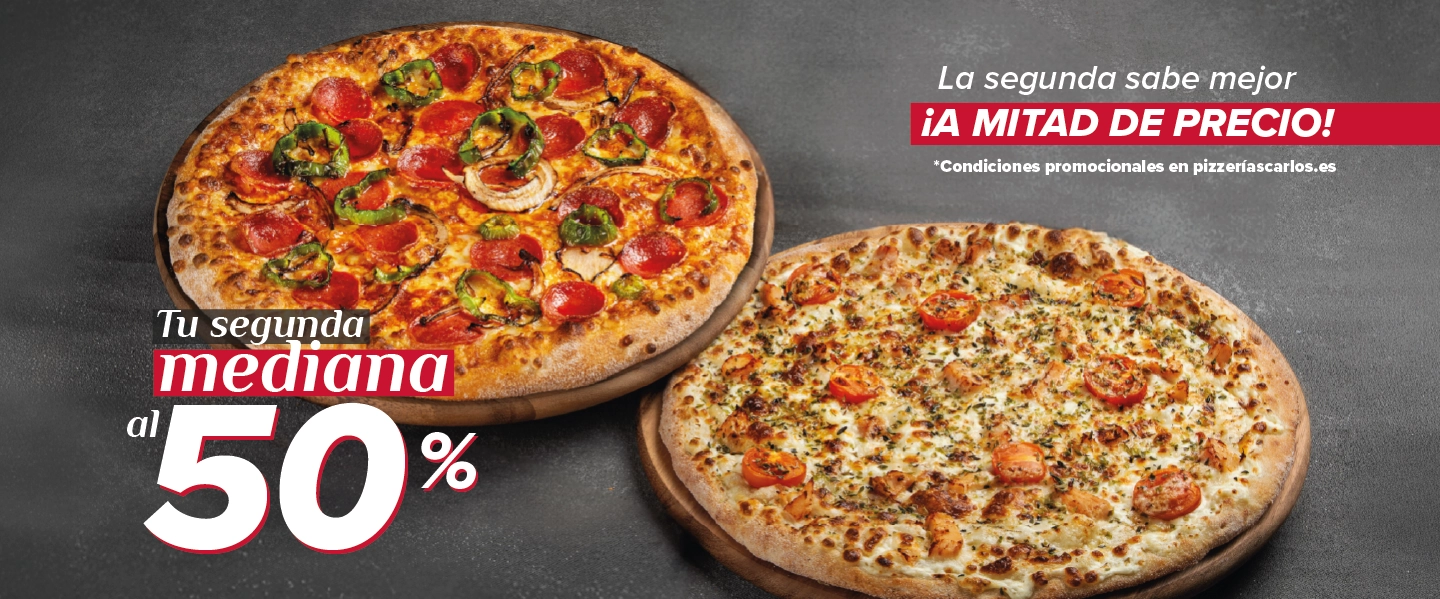 La segunda sabe mejor
¡A MITAD DE PRECIO!
*Condiciones promocionales en pizzeríascarlos.es
Tu segunda
mediana
al 50%